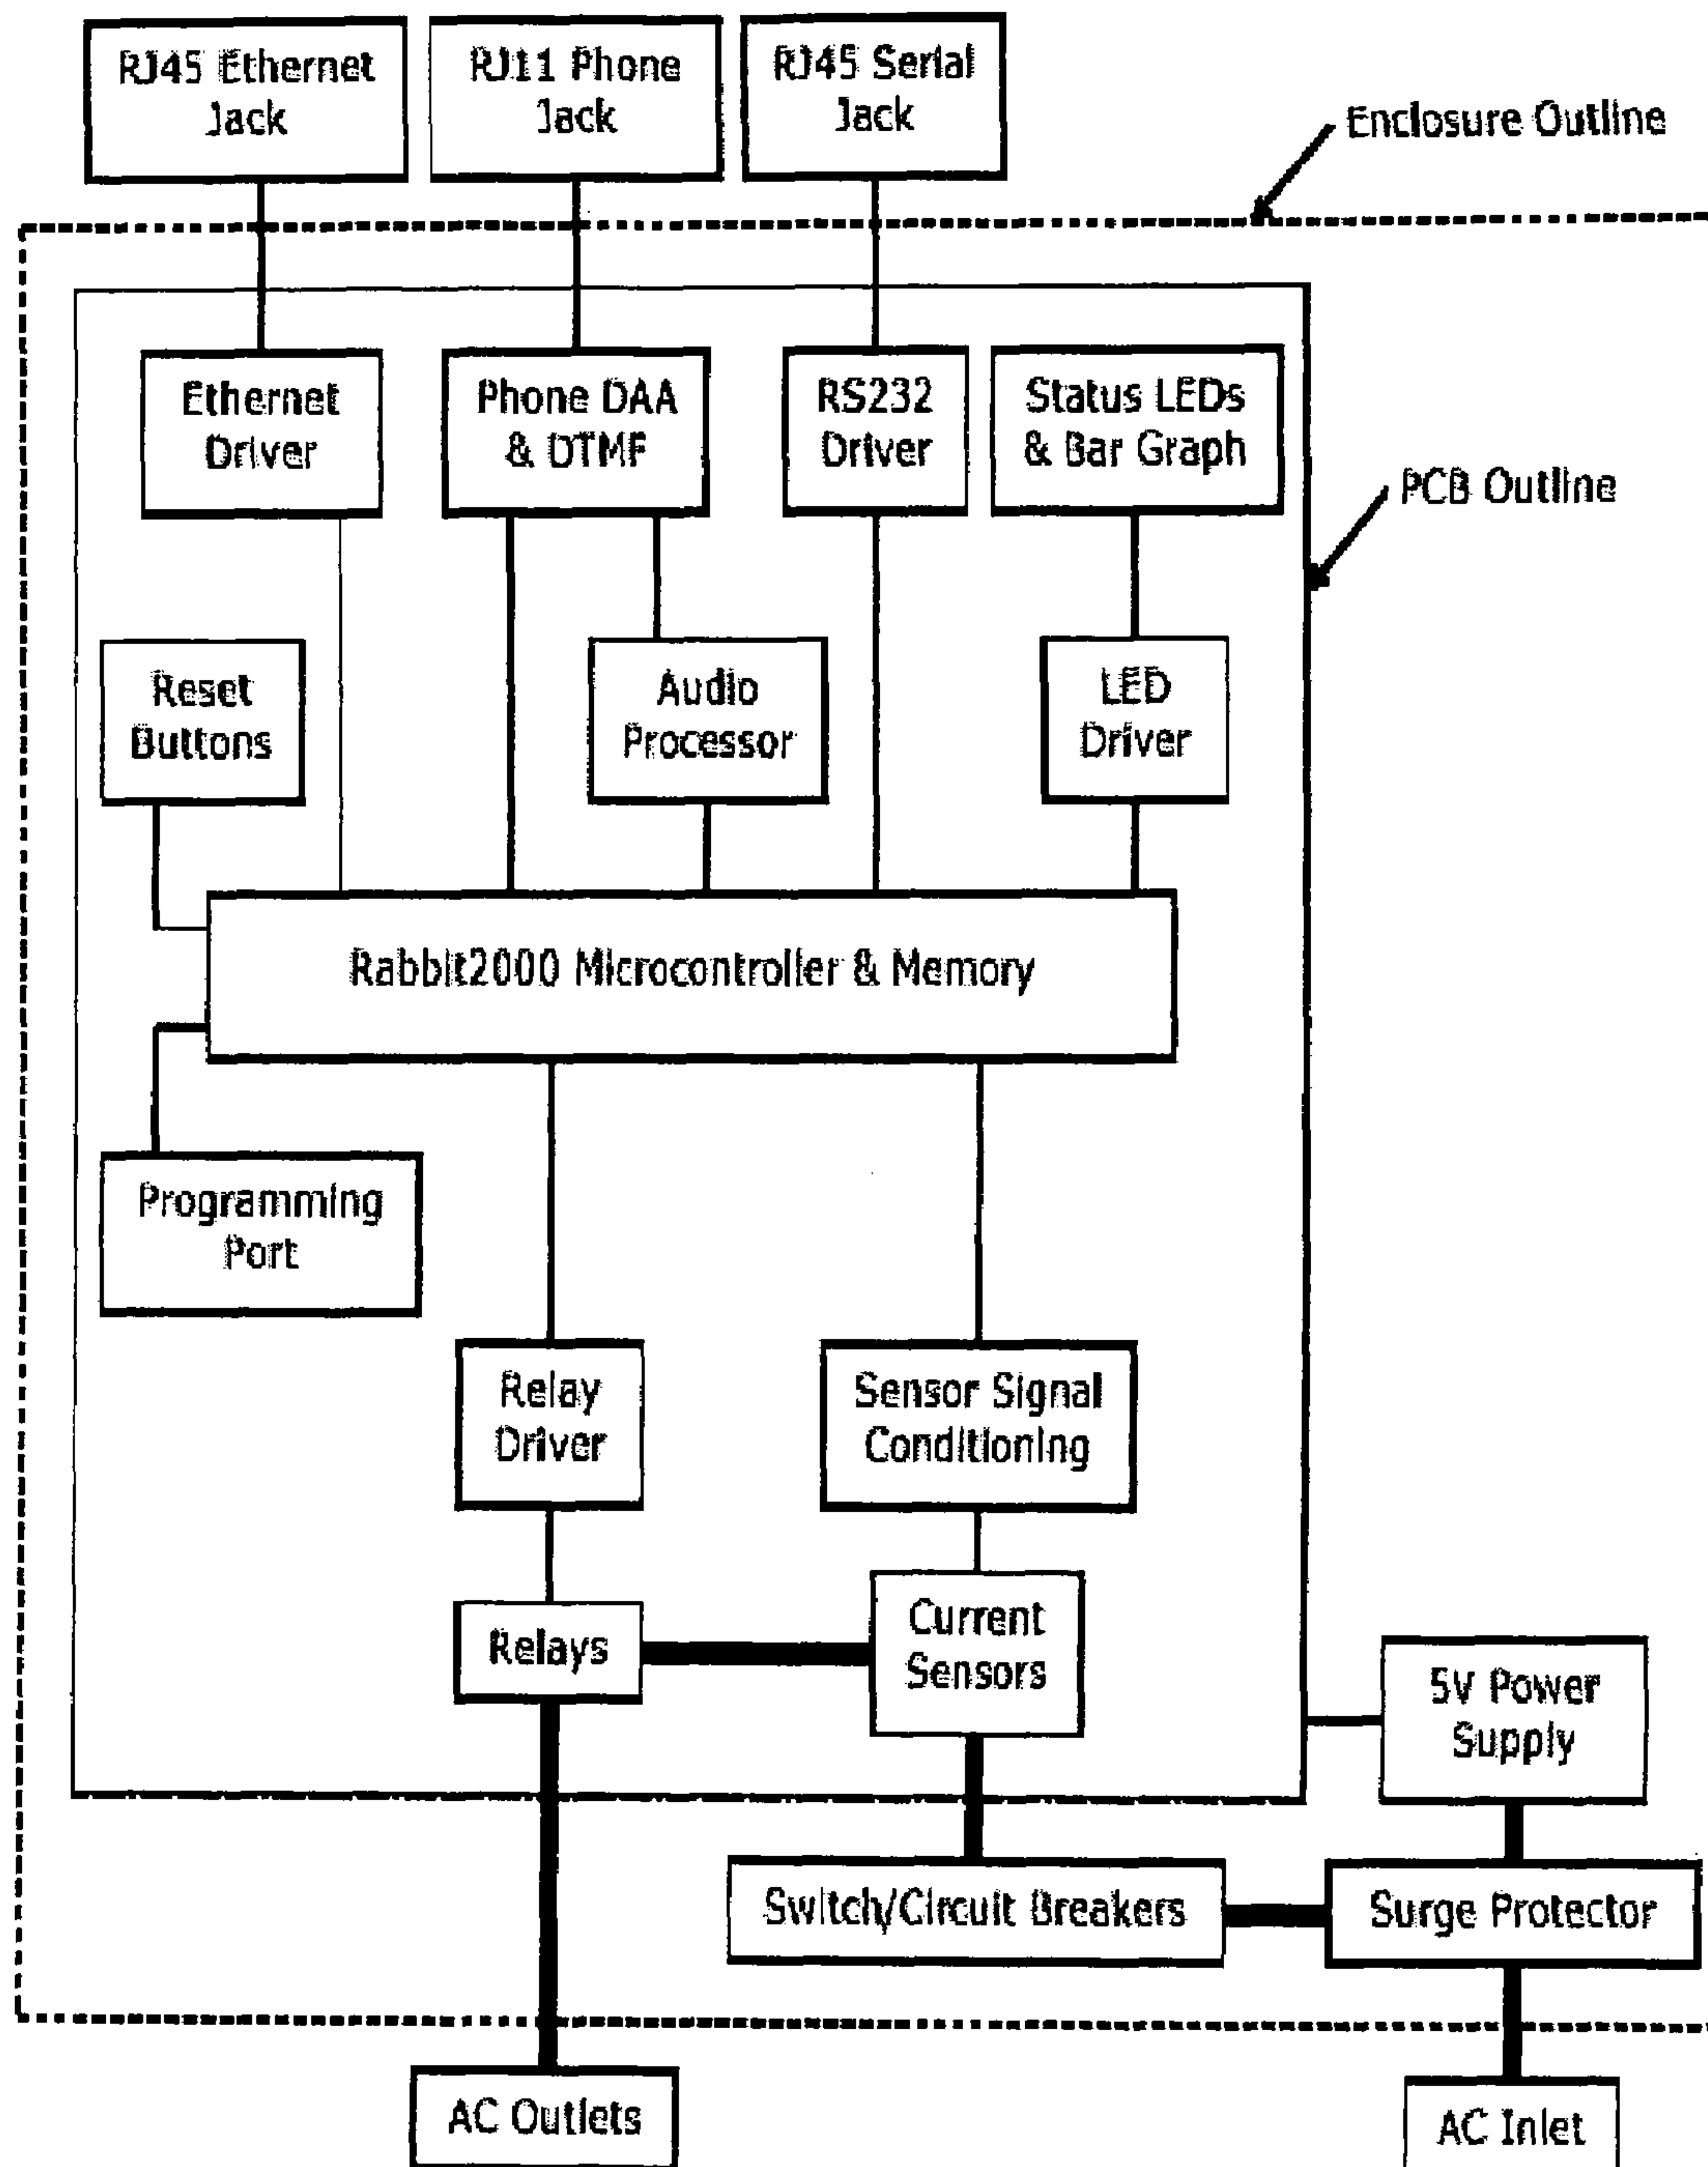 RJ45 Ethernet
Jack
RJ11 Phone
Jack
RJ45 Serial
Jack
Enclosure Outline
Ethernet
Driver
Phone DAA
& DTMF
RS232
Driver
Status LEDs
& Bar Graph
PCB Outline
Reset
Buttons
Audio
Processor
LED
Driver
Rabbit2000 Microcontroller & Memory
Programming
Port
Relay
Driver
Sensor Signal
Conditioning
Relays
Current
Sensors
5V Power
Supply
Switch/Circuit Breakers
Surge Protector
AC Outlets
AC Inlet